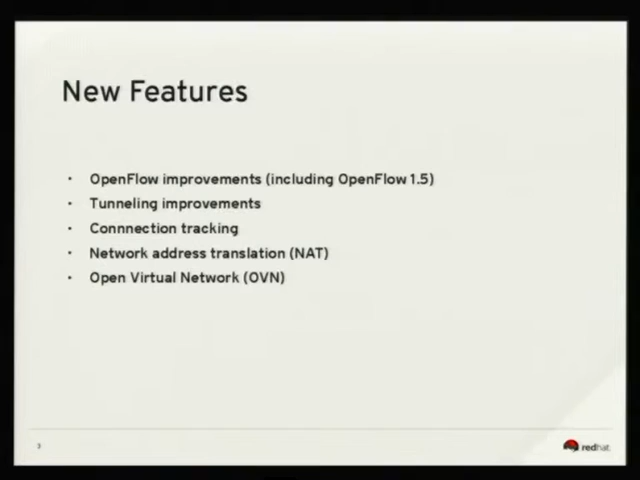 New Features
• OpenFlow improvements (including OpenFlow 1.5)
• Tunneling improvements
• Connnection tracking
• Network address translation (NAT)
• Open Virtual Network (OVN)
3
redhat